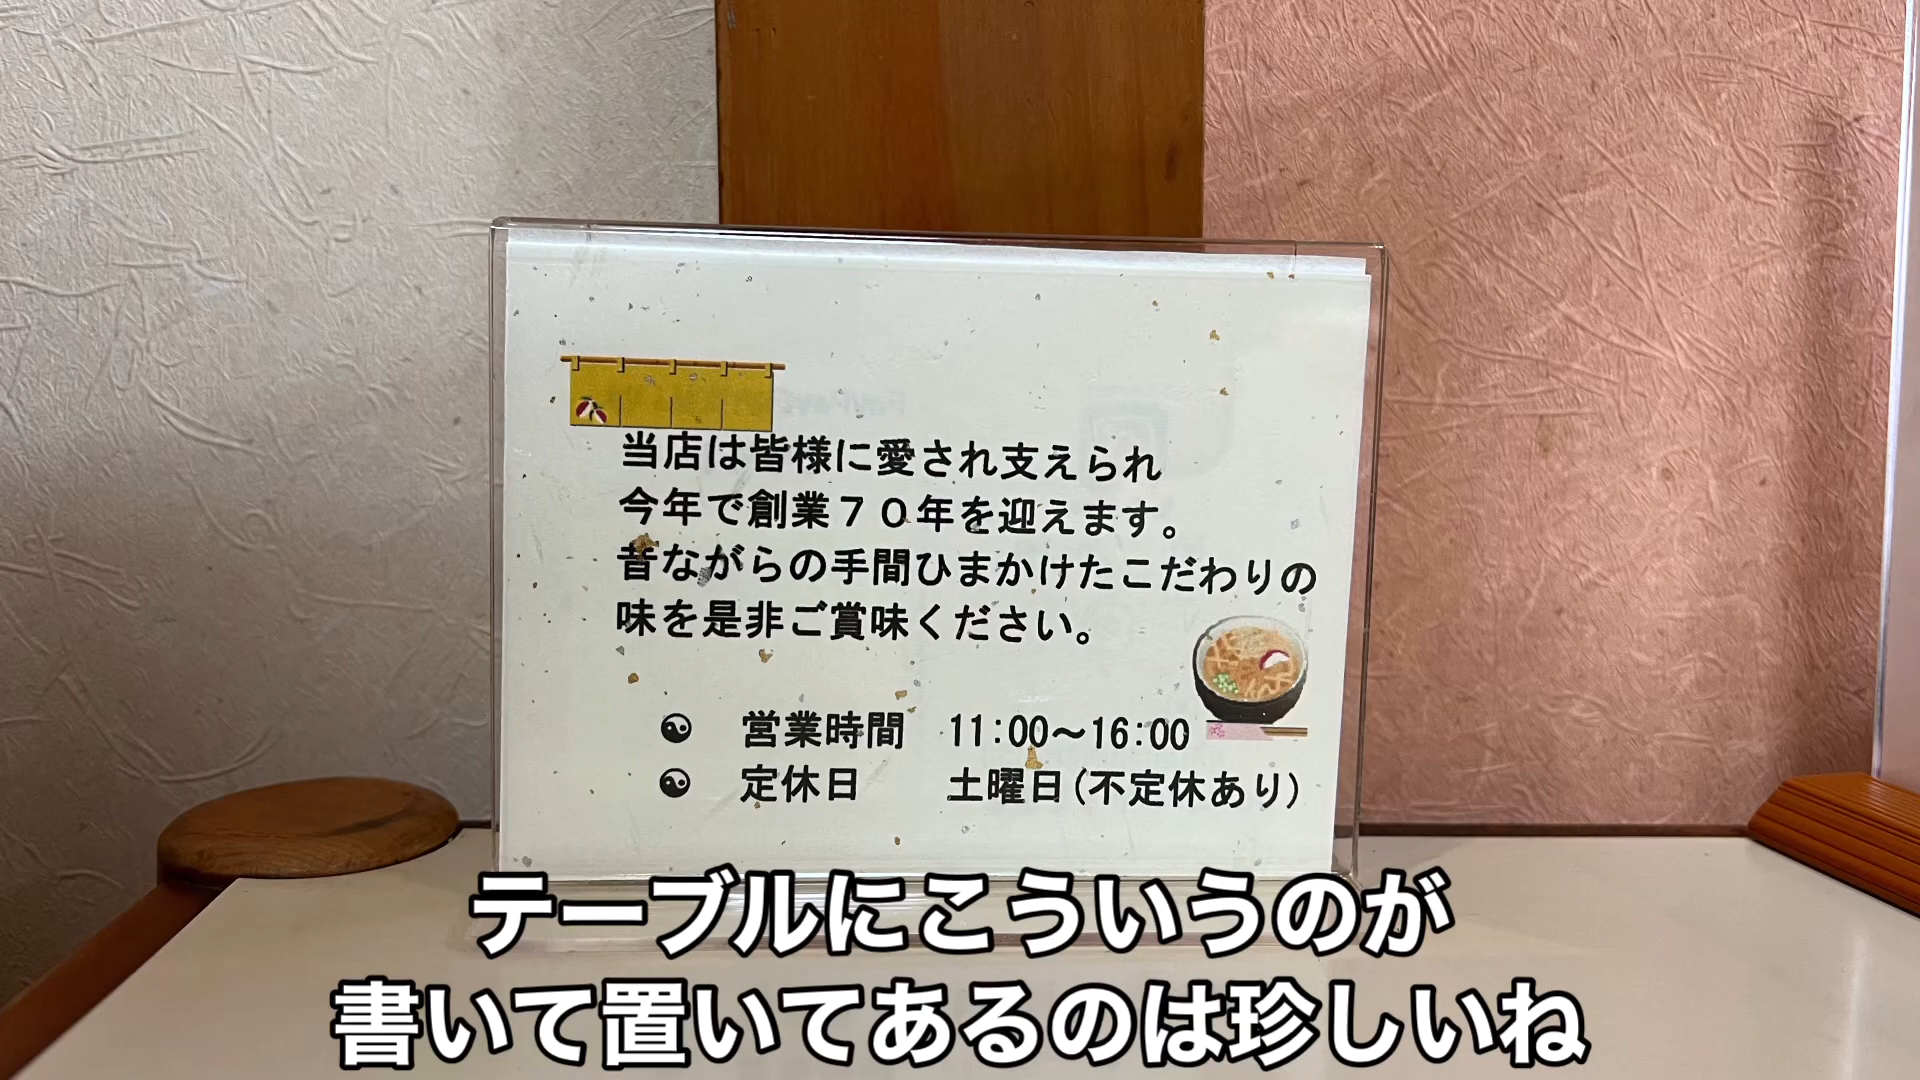 当店は皆様に愛され支えられ
今年で創業７０年を迎えます。
昔ながらの手間ひまかけたこだわりの
味を是非ご賞味ください。
営業時間 11:00～16:00
定休日 土曜日(不定休あり)
テーブルにこういうのが
書いて置いてあるのは珍しいね